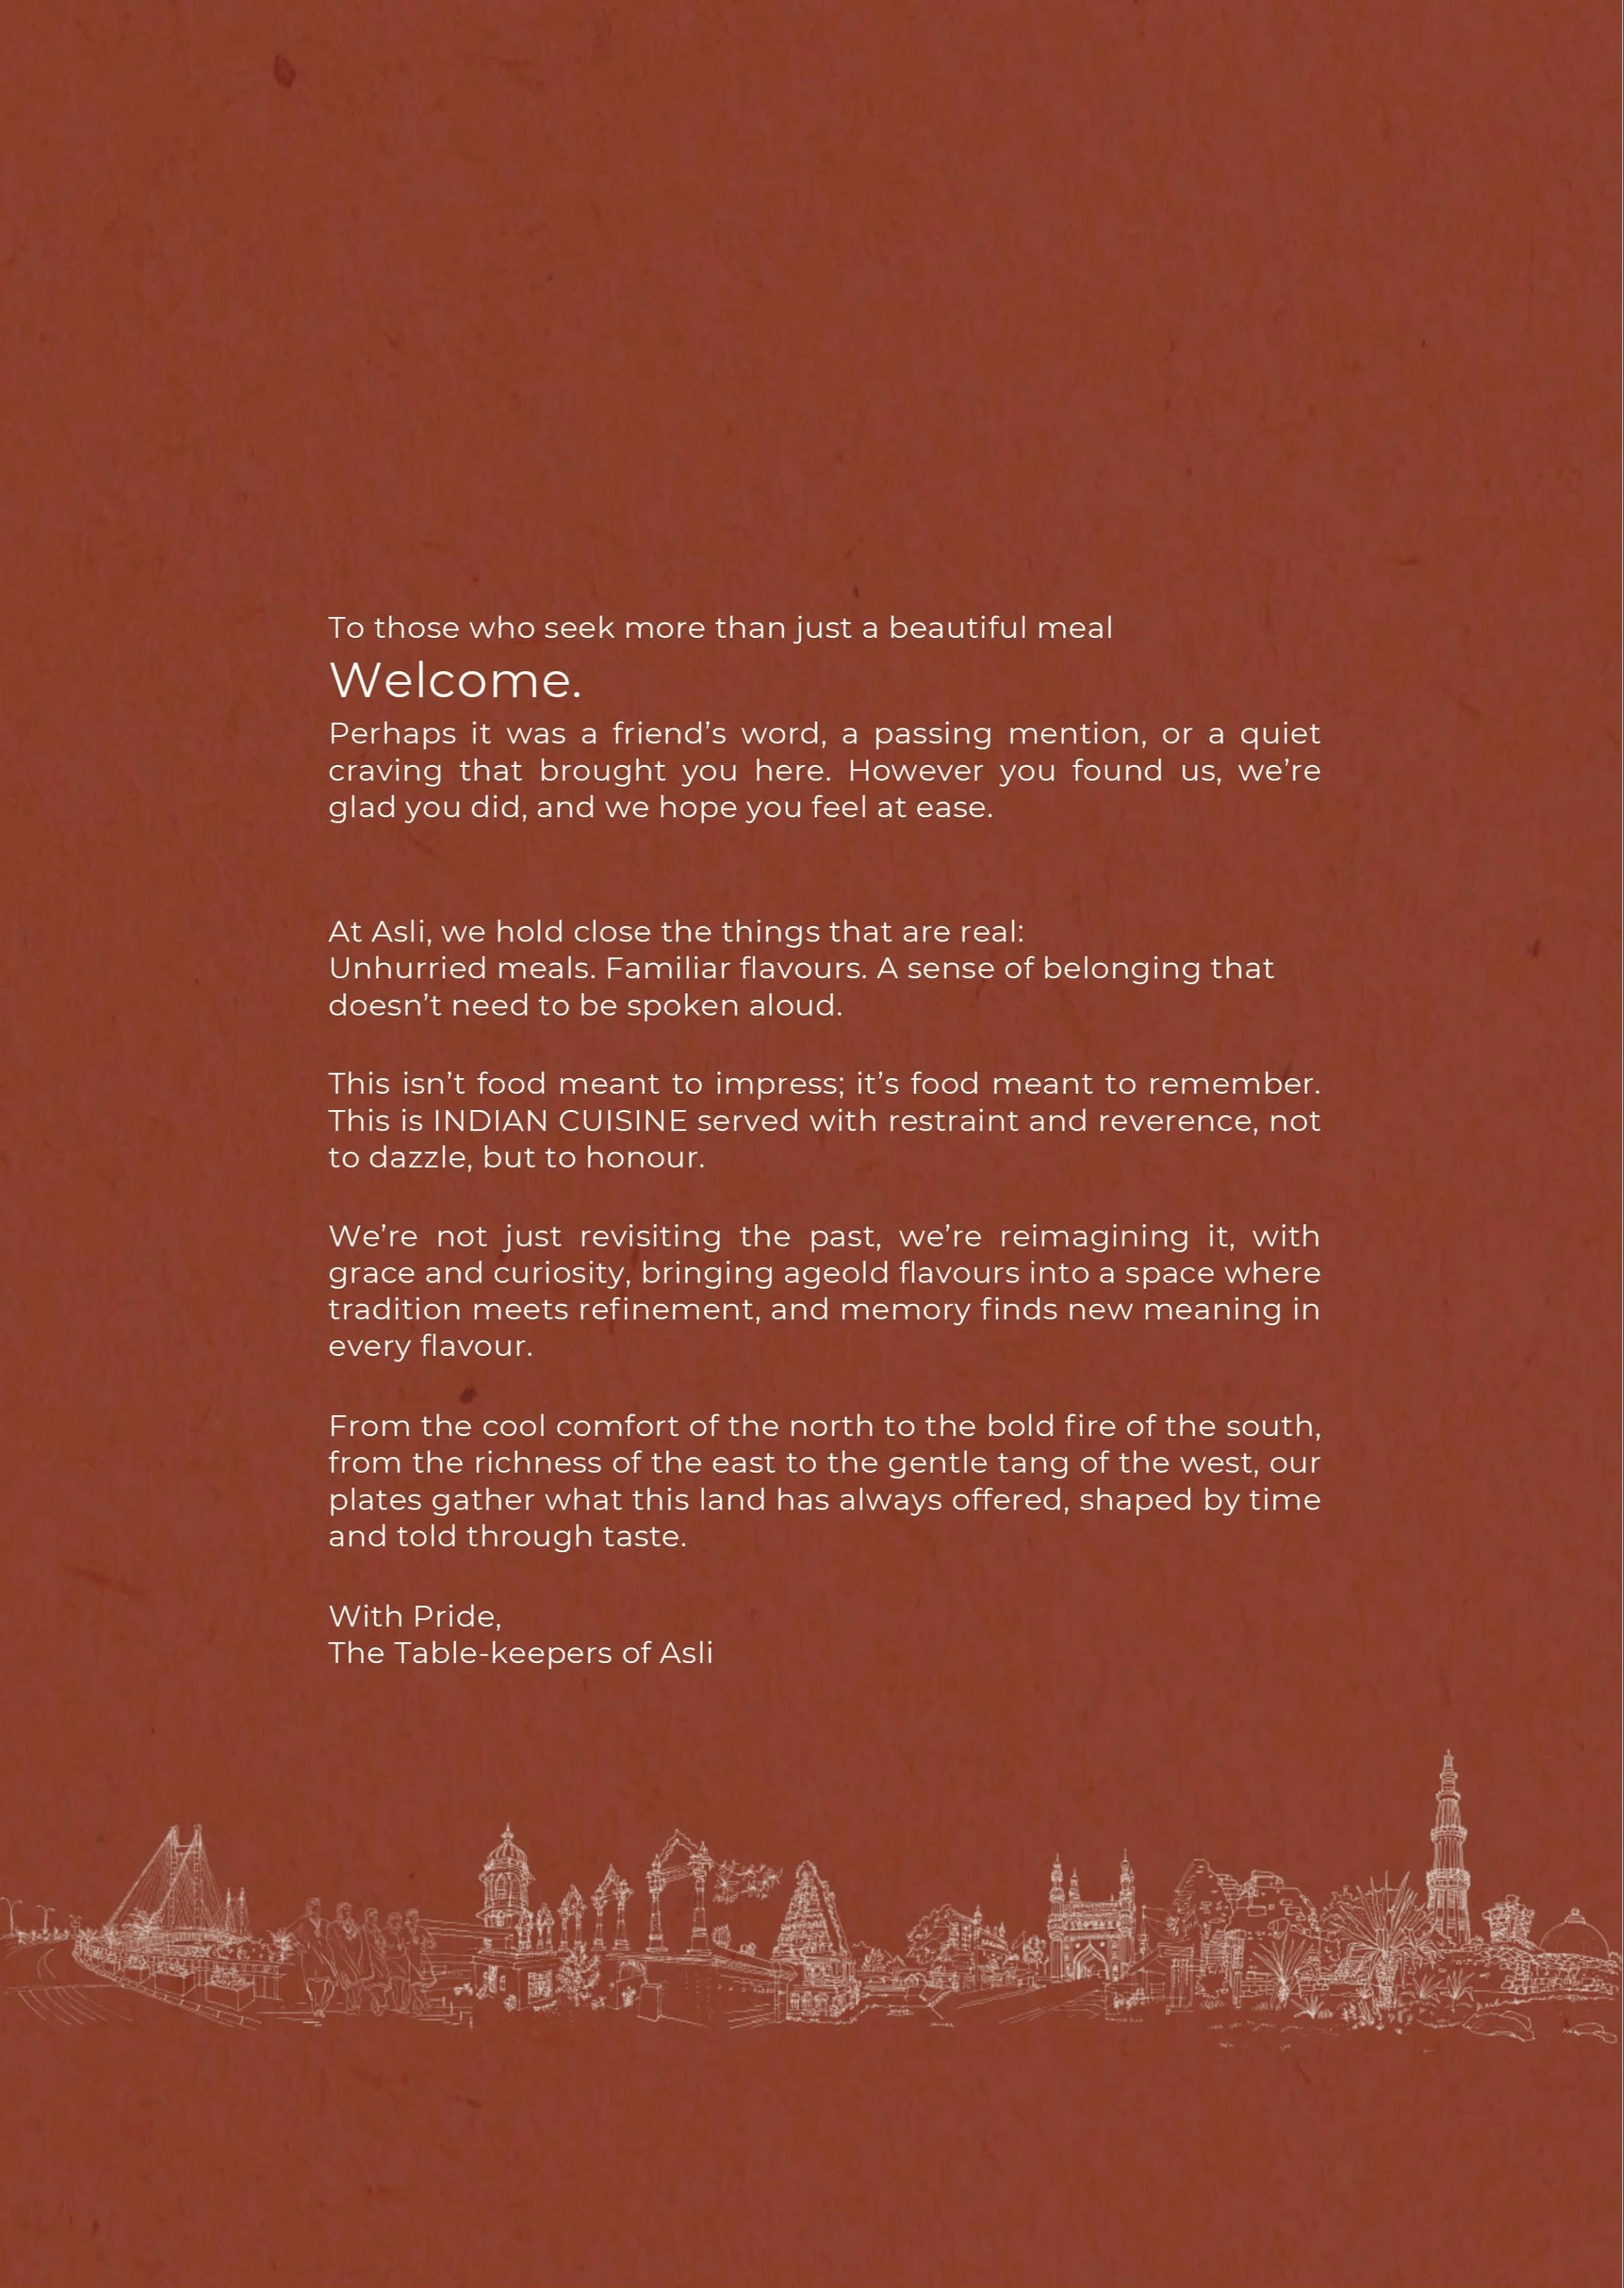 To those who seek more than just a beautiful meal
Welcome.
Perhaps it was a friend’s word, a passing mention, or a quiet
craving that brought you here. However you found us, we’re
glad you did, and we hope you feel at ease.
At Asli, we hold close the things that are real:
Unhurried meals. Familiar flavours. A sense of belonging that
doesn’t need to be spoken aloud.
This isn’t food meant to impress; it’s food meant to remember.
This is INDIAN CUISINE served with restraint and reverence, not
to dazzle, but to honour.
We’re not just revisiting the past, we’re reimagining it, with
grace and curiosity, bringing ageold flavours into a space where
tradition meets refinement, and memory finds new meaning in
every flavour.
From the cool comfort of the north to the bold fire of the south,
from the richness of the east to the gentle tang of the west, our
plates gather what this land has always offered, shaped by time
and told through taste.
With Pride,
The Table-keepers of Asli